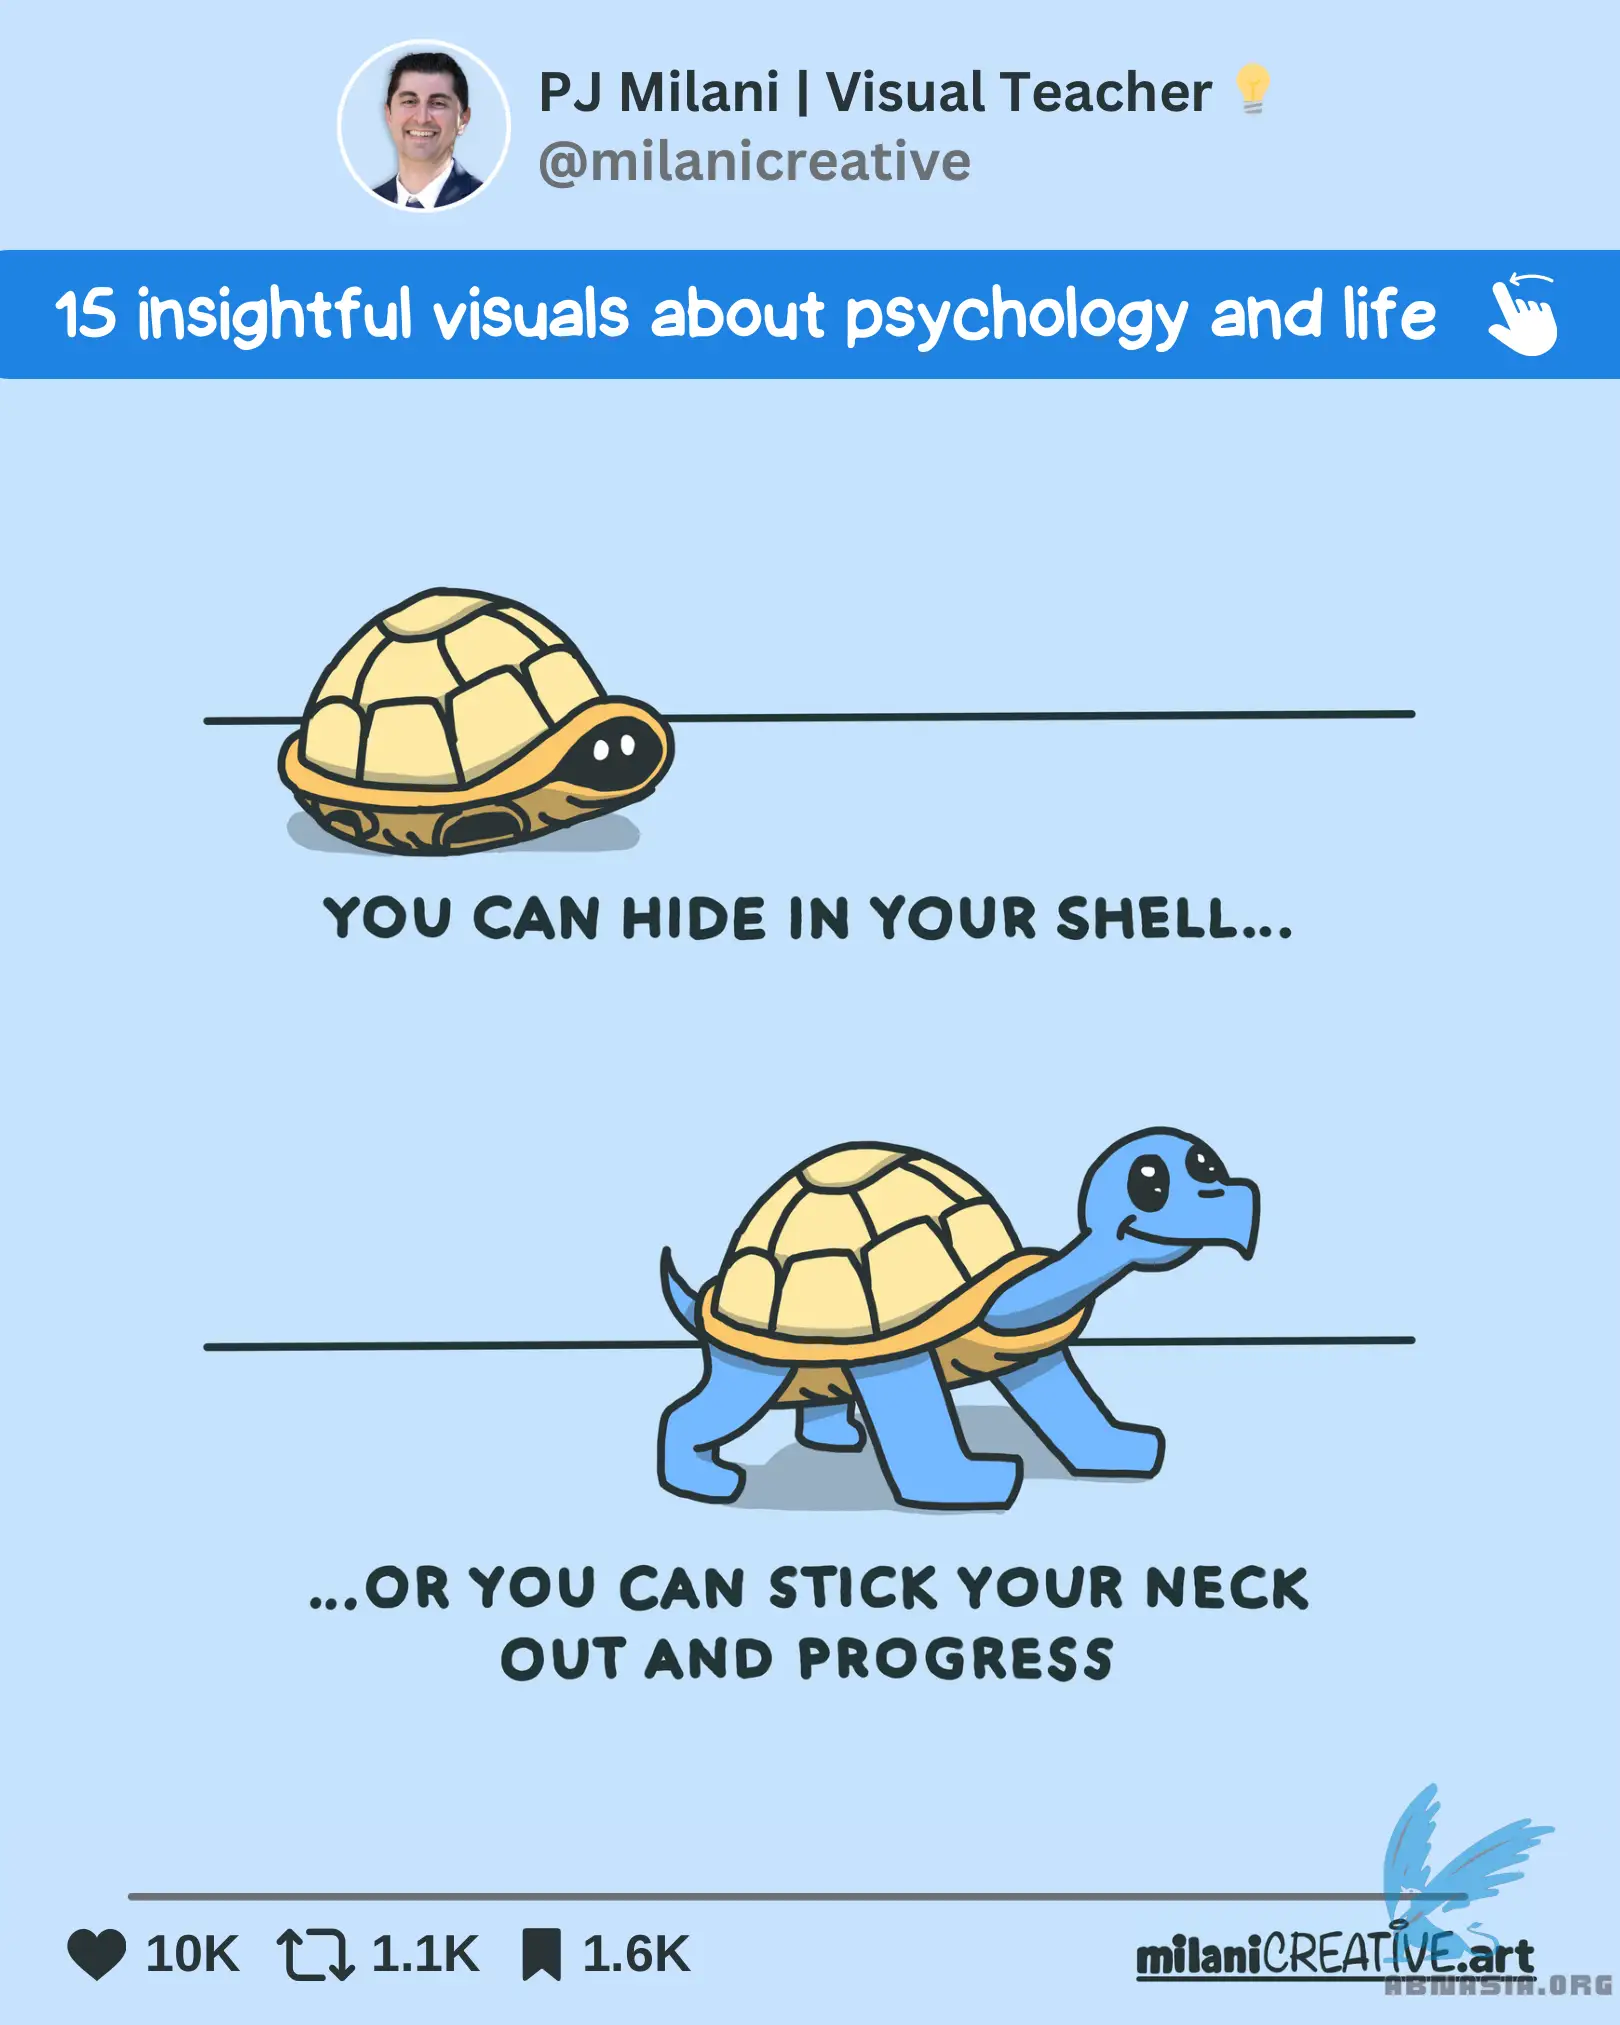 PJ Milani | Visual Teacher
@milanicreative
15 insightful visuals about psychology and life
YOU CAN HIDE IN YOUR SHELL...
...OR YOU CAN STICK YOUR NECK
OUT AND PROGRESS
10K 1.1K 1.6K
milaniCREATIVE.art
ABNASIA.ORG